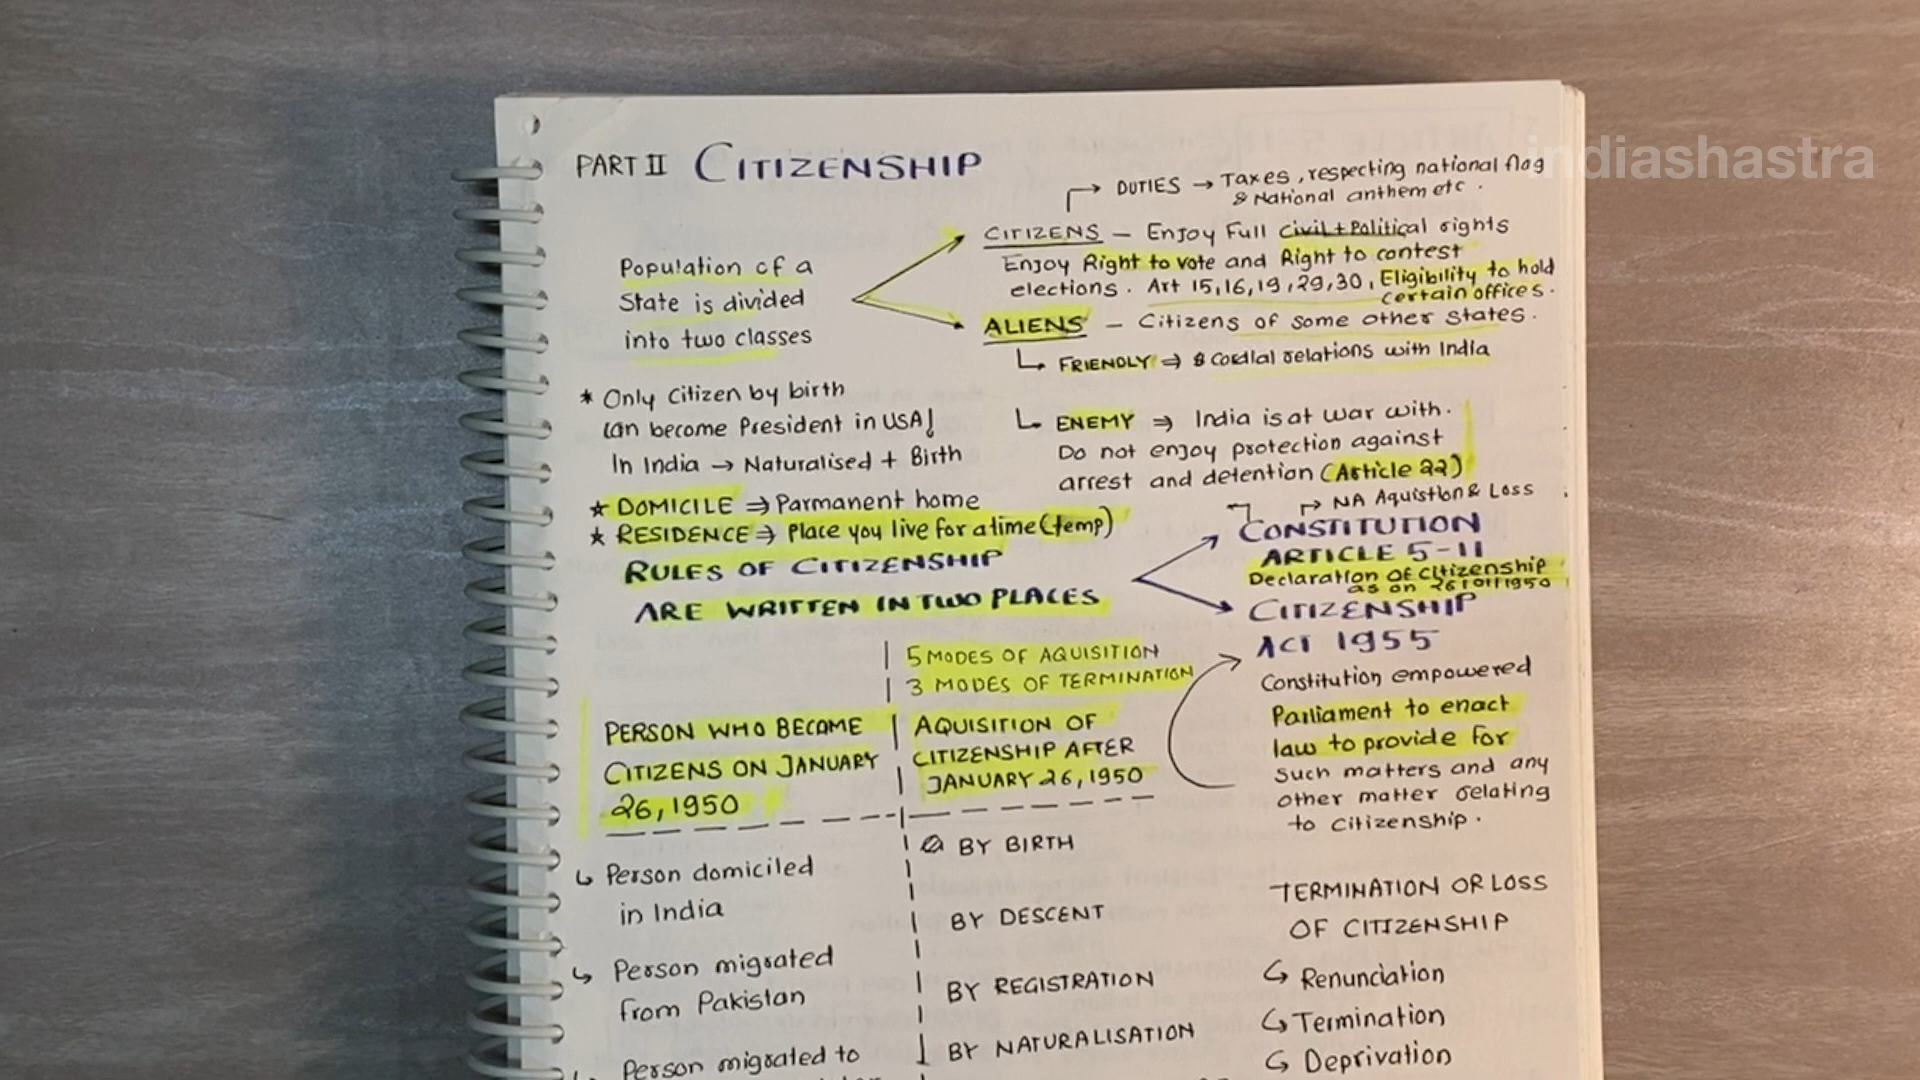 indiashastra
PART II CITIZENSHIP
DUTIES → Taxes, respecting national flag
& National anthem etc.
Population of a
State is divided
into two classes
CITIZENS — Enjoy Full civil + Political rights
Enjoy Right to vote and Right to contest
elections. Art 15,16,19,29,30, Eligibility to hold
certain offices.
ALIENS — Citizens of some other states.
FRIENDLY ⇒ cordial relations with India
* Only citizen by birth
can become President in USA!
In India → Naturalised + Birth
ENEMY ⇒ India is at war with.
Do not enjoy protection against
arrest and detention (Article 22)
★ DOMICILE ⇒ Parmanent home
★ RESIDENCE ⇒ Place you live for a time (temp)
RULES OF CITIZENSHIP
ARE WRITTEN IN TWO PLACES
NA Aquistion & Loss
CONSTITUTION
ARTICLE 5-11
Declaration of citizenship
as on 26/01/1950
CITIZENSHIP
ACT 1955
Constitution empowered
Parliament to enact
law to provide for
Such matters and any
other matter relating
to citizenship.
5 MODES OF AQUISITION
3 MODES OF TERMINATION
PERSON WHO BECAME
CITIZENS ON JANUARY
26, 1950
AQUISITION OF
CITIZENSHIP AFTER
JANUARY 26, 1950
↳ Person domiciled
in India
↳ Person migrated
from Pakistan
Person migrated to
BY BIRTH
BY DESCENT
BY REGISTRATION
BY NATURALISATION
TERMINATION OR LOSS
OF CITIZENSHIP
↳ Renunciation
↳ Termination
↳ Deprivation